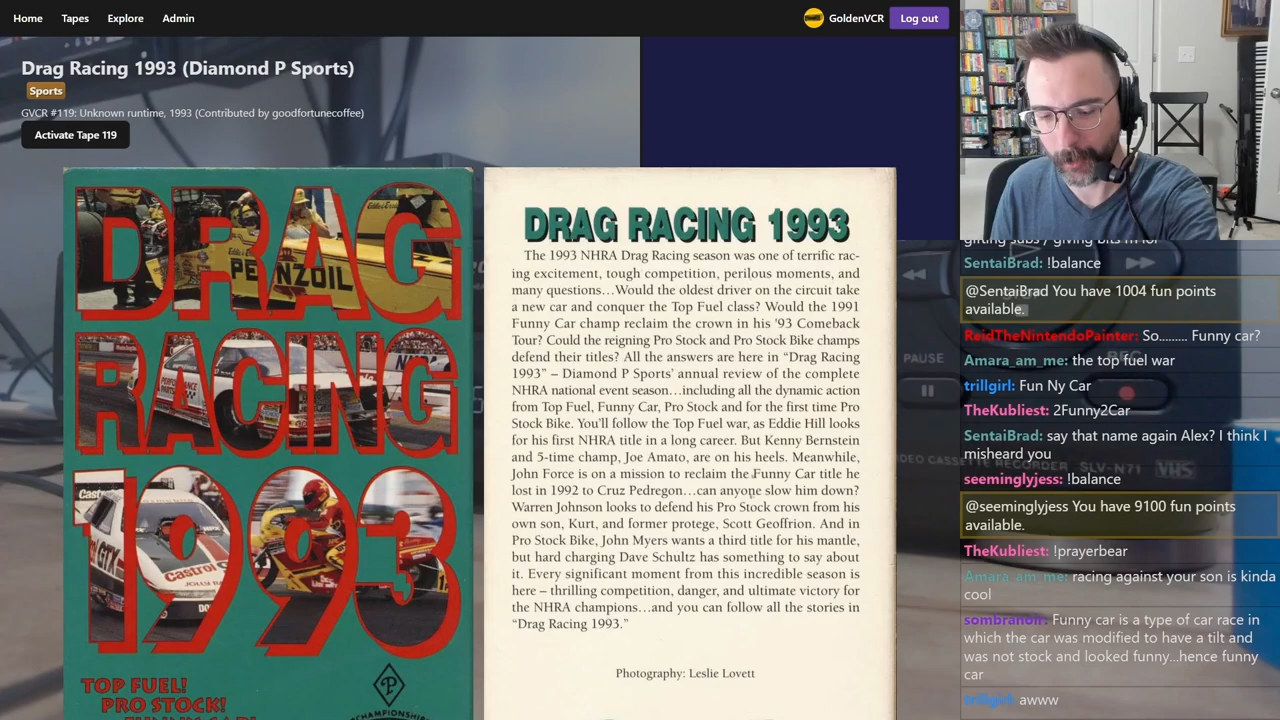 Home Tapes Explore Admin
GoldenVCR Log out
Drag Racing 1993 (Diamond P Sports)
Sports
GVCR #119: Unknown runtime, 1993 (Contributed by goodfortunecoffee)
Activate Tape 119
DRAG
RACING
1993
PENNZOIL
Castrol
GTX
TOP FUEL!
PRO STOCK!
P
CHAMPIONSHIP
DRAG RACING 1993
The 1993 NHRA Drag Racing season was one of terrific rac-
ing excitement, tough competition, perilous moments, and
many questions…Would the oldest driver on the circuit take
a new car and conquer the Top Fuel class? Would the 1991
Funny Car champ reclaim the crown in his '93 Comeback
Tour? Could the reigning Pro Stock and Pro Stock Bike champs
defend their titles? All the answers are here in “Drag Racing
1993” – Diamond P Sports' annual review of the complete
NHRA national event season…including all the dynamic action
from Top Fuel, Funny Car, Pro Stock and for the first time Pro
Stock Bike. You'll follow the Top Fuel war, as Eddie Hill looks
for his first NHRA title in a long career. But Kenny Bernstein
and 5-time champ, Joe Amato, are on his heels. Meanwhile,
John Force is on a mission to reclaim the Funny Car title he
lost in 1992 to Cruz Pedregon…can anyone slow him down?
Warren Johnson looks to defend his Pro Stock crown from his
own son, Kurt, and former protege, Scott Geoffrion. And in
Pro Stock Bike, John Myers wants a third title for his mantle,
but hard charging Dave Schultz has something to say about
it. Every significant moment from this incredible season is
here – thrilling competition, danger, and ultimate victory for
the NHRA champions…and you can follow all the stories in
“Drag Racing 1993.”
Photography: Leslie Lovett
PAUSE
VIDEO CASSETTE RECORDER SLV-N71 VHS
gifting subs / giving bits
SentaiBrad: !balance
@SentaiBrad You have 1004 fun points
available.
ReidTheNintendoPainter: So......... Funny car?
Amara_am_me: the top fuel war
trillgirl: Fun Ny Car
TheKubliest: 2Funny2Car
SentaiBrad: say that name again Alex? I think I
misheard you
seeminglyjess: !balance
@seeminglyjess You have 9100 fun points
available.
TheKubliest: !prayerbear
Amara_am_me: racing against your son is kinda
cool
sombranoir: Funny car is a type of car race in
which the car was modified to have a tilt and
was not stock and looked funny...hence funny
car
trillgirl: awww